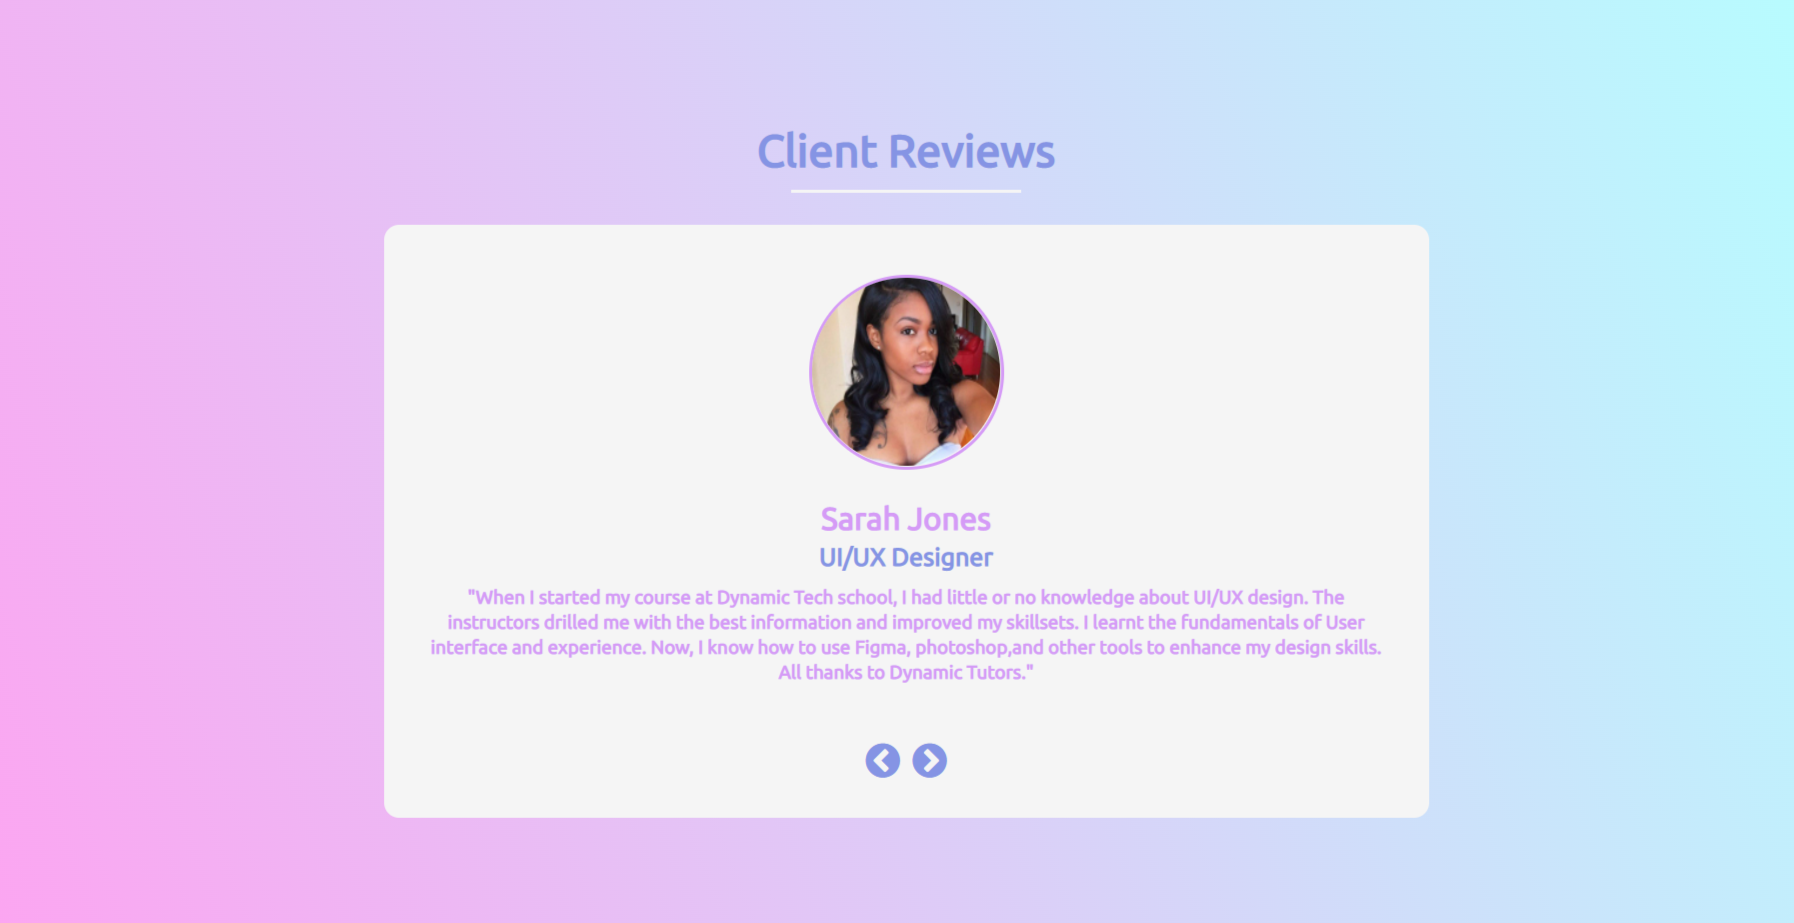 Client Reviews
Sarah Jones
UI/UX Designer
"When I started my course at Dynamic Tech school, I had little or no knowledge about UI/UX design. The
instructors drilled me with the best information and improved my skillsets. I learnt the fundamentals of User
interface and experience. Now, I know how to use Figma, photoshop,and other tools to enhance my design skills.
All thanks to Dynamic Tutors."